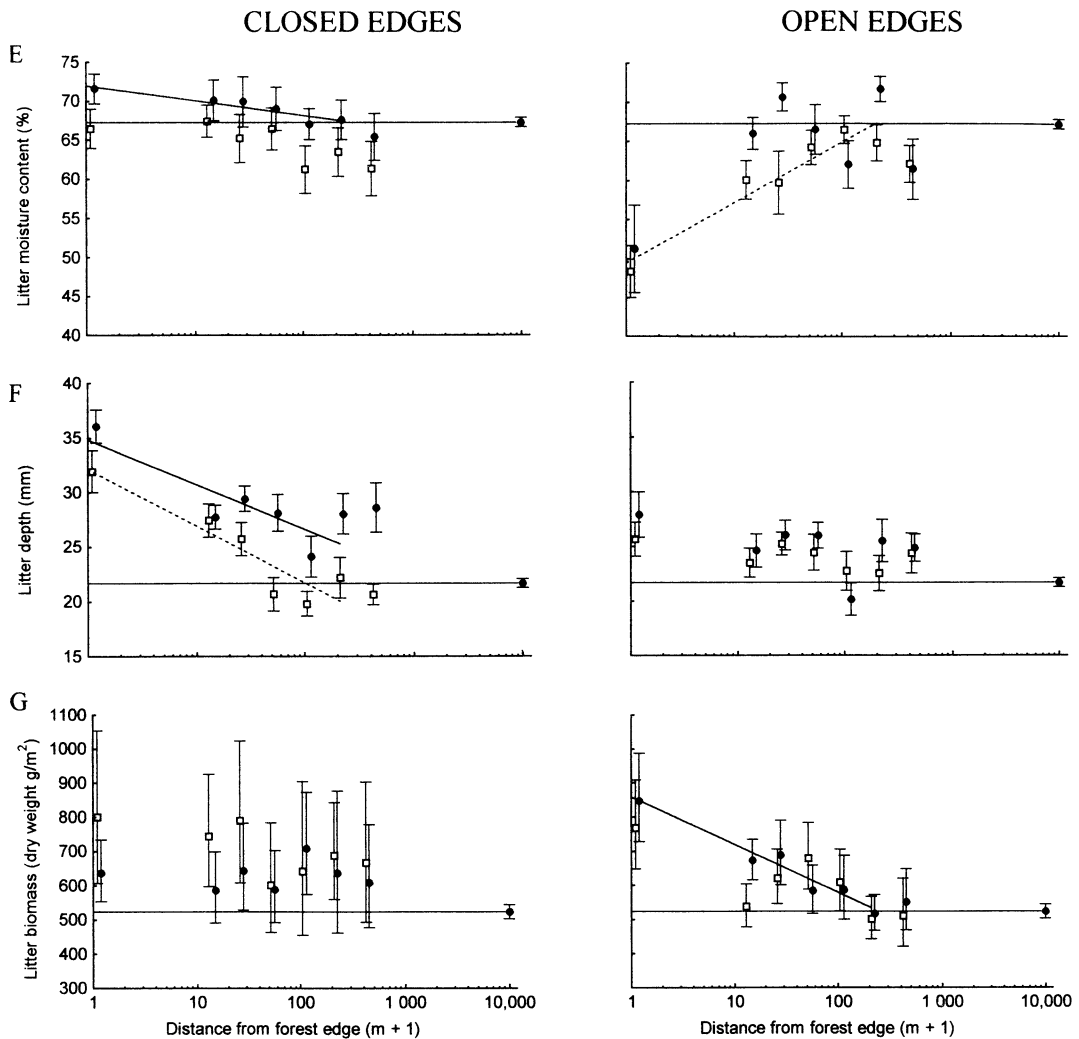 CLOSED EDGES
OPEN EDGES
E
Litter moisture content (%)
75
70
65
60
55
50
45
40
F
Litter depth (mm)
40
35
30
25
20
15
G
Litter biomass (dry weight g/m²)
1100
1000
900
800
700
600
500
400
300
1 10 100 1 000 10,000
Distance from forest edge (m + 1)
1 10 100 1 000 10,000
Distance from forest edge (m + 1)